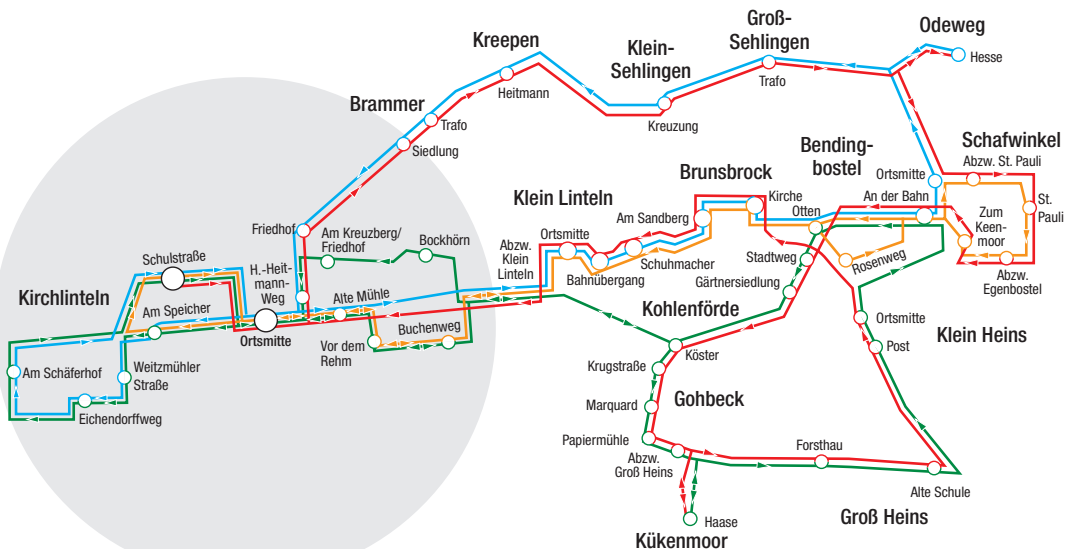 Odeweg
Hesse
Groß-
Sehlingen
Trafo
Klein-
Sehlingen
Kreuzung
Kreepen
Heitmann
Brammer
Trafo
Siedlung
Friedhof
Schafwinkel
Abzw. St. Pauli
St.
Pauli
Zum
Keen-
moor
Abzw.
Egenbostel
Bending-
bostel
Ortsmitte
An der Bahn
Otten
Rosenweg
Brunsbrock
Kirche
Am Sandberg
Schuhmacher
Klein Linteln
Ortsmitte
Bahnübergang
Abzw.
Klein
Linteln
Am Kreuzberg/
Friedhof
Bockhörn
H.-Heit-
mann-
Weg
Alte Mühle
Buchenweg
Vor dem
Rehm
Kirchlinteln
Schulstraße
Am Speicher
Ortsmitte
Am Schäferhof
Weitzmühler
Straße
Eichendorffweg
Stadtweg
Gärtnersiedlung
Kohlenförde
Köster
Krugstraße
Gohbeck
Marquard
Papiermühle
Abzw.
Groß Heins
Forsthau
Haase
Kükenmoor
Klein Heins
Ortsmitte
Post
Alte Schule
Groß Heins